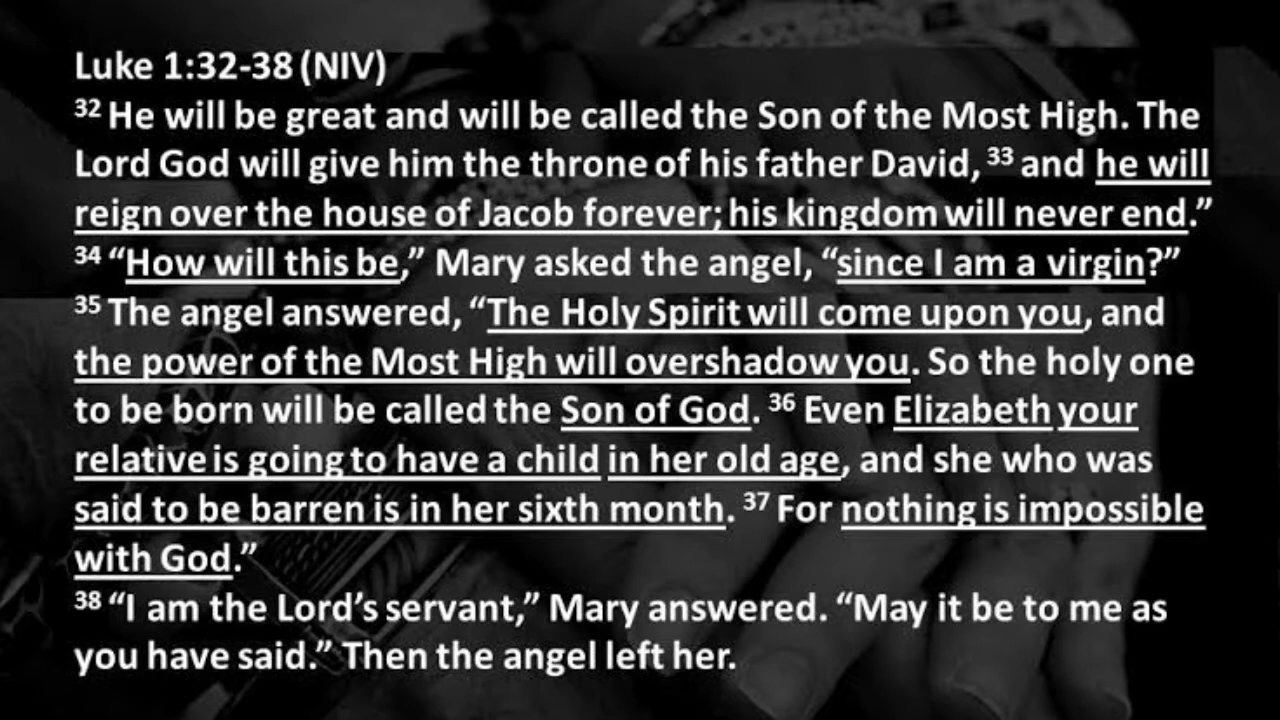 Luke 1:32-38 (NIV)
32 He will be great and will be called the Son of the Most High. The
Lord God will give him the throne of his father David, 33 and he will
reign over the house of Jacob forever; his kingdom will never end.”
34 “How will this be,” Mary asked the angel, “since I am a virgin?”
35 The angel answered, “The Holy Spirit will come upon you, and
the power of the Most High will overshadow you. So the holy one
to be born will be called the Son of God. 36 Even Elizabeth your
relative is going to have a child in her old age, and she who was
said to be barren is in her sixth month. 37 For nothing is impossible
with God.”
38 “I am the Lord’s servant,” Mary answered. “May it be to me as
you have said.” Then the angel left her.